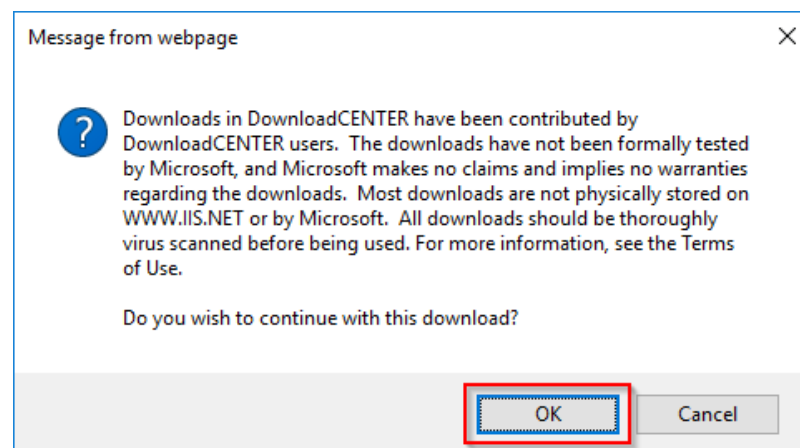 Message from webpage
Downloads in DownloadCENTER have been contributed by
DownloadCENTER users.  The downloads have not been formally tested
by Microsoft, and Microsoft makes no claims and implies no warranties
regarding the downloads.  Most downloads are not physically stored on
WWW.IIS.NET or by Microsoft.  All downloads should be thoroughly
virus scanned before being used. For more information, see the Terms
of Use.
Do you wish to continue with this download?
OK
Cancel